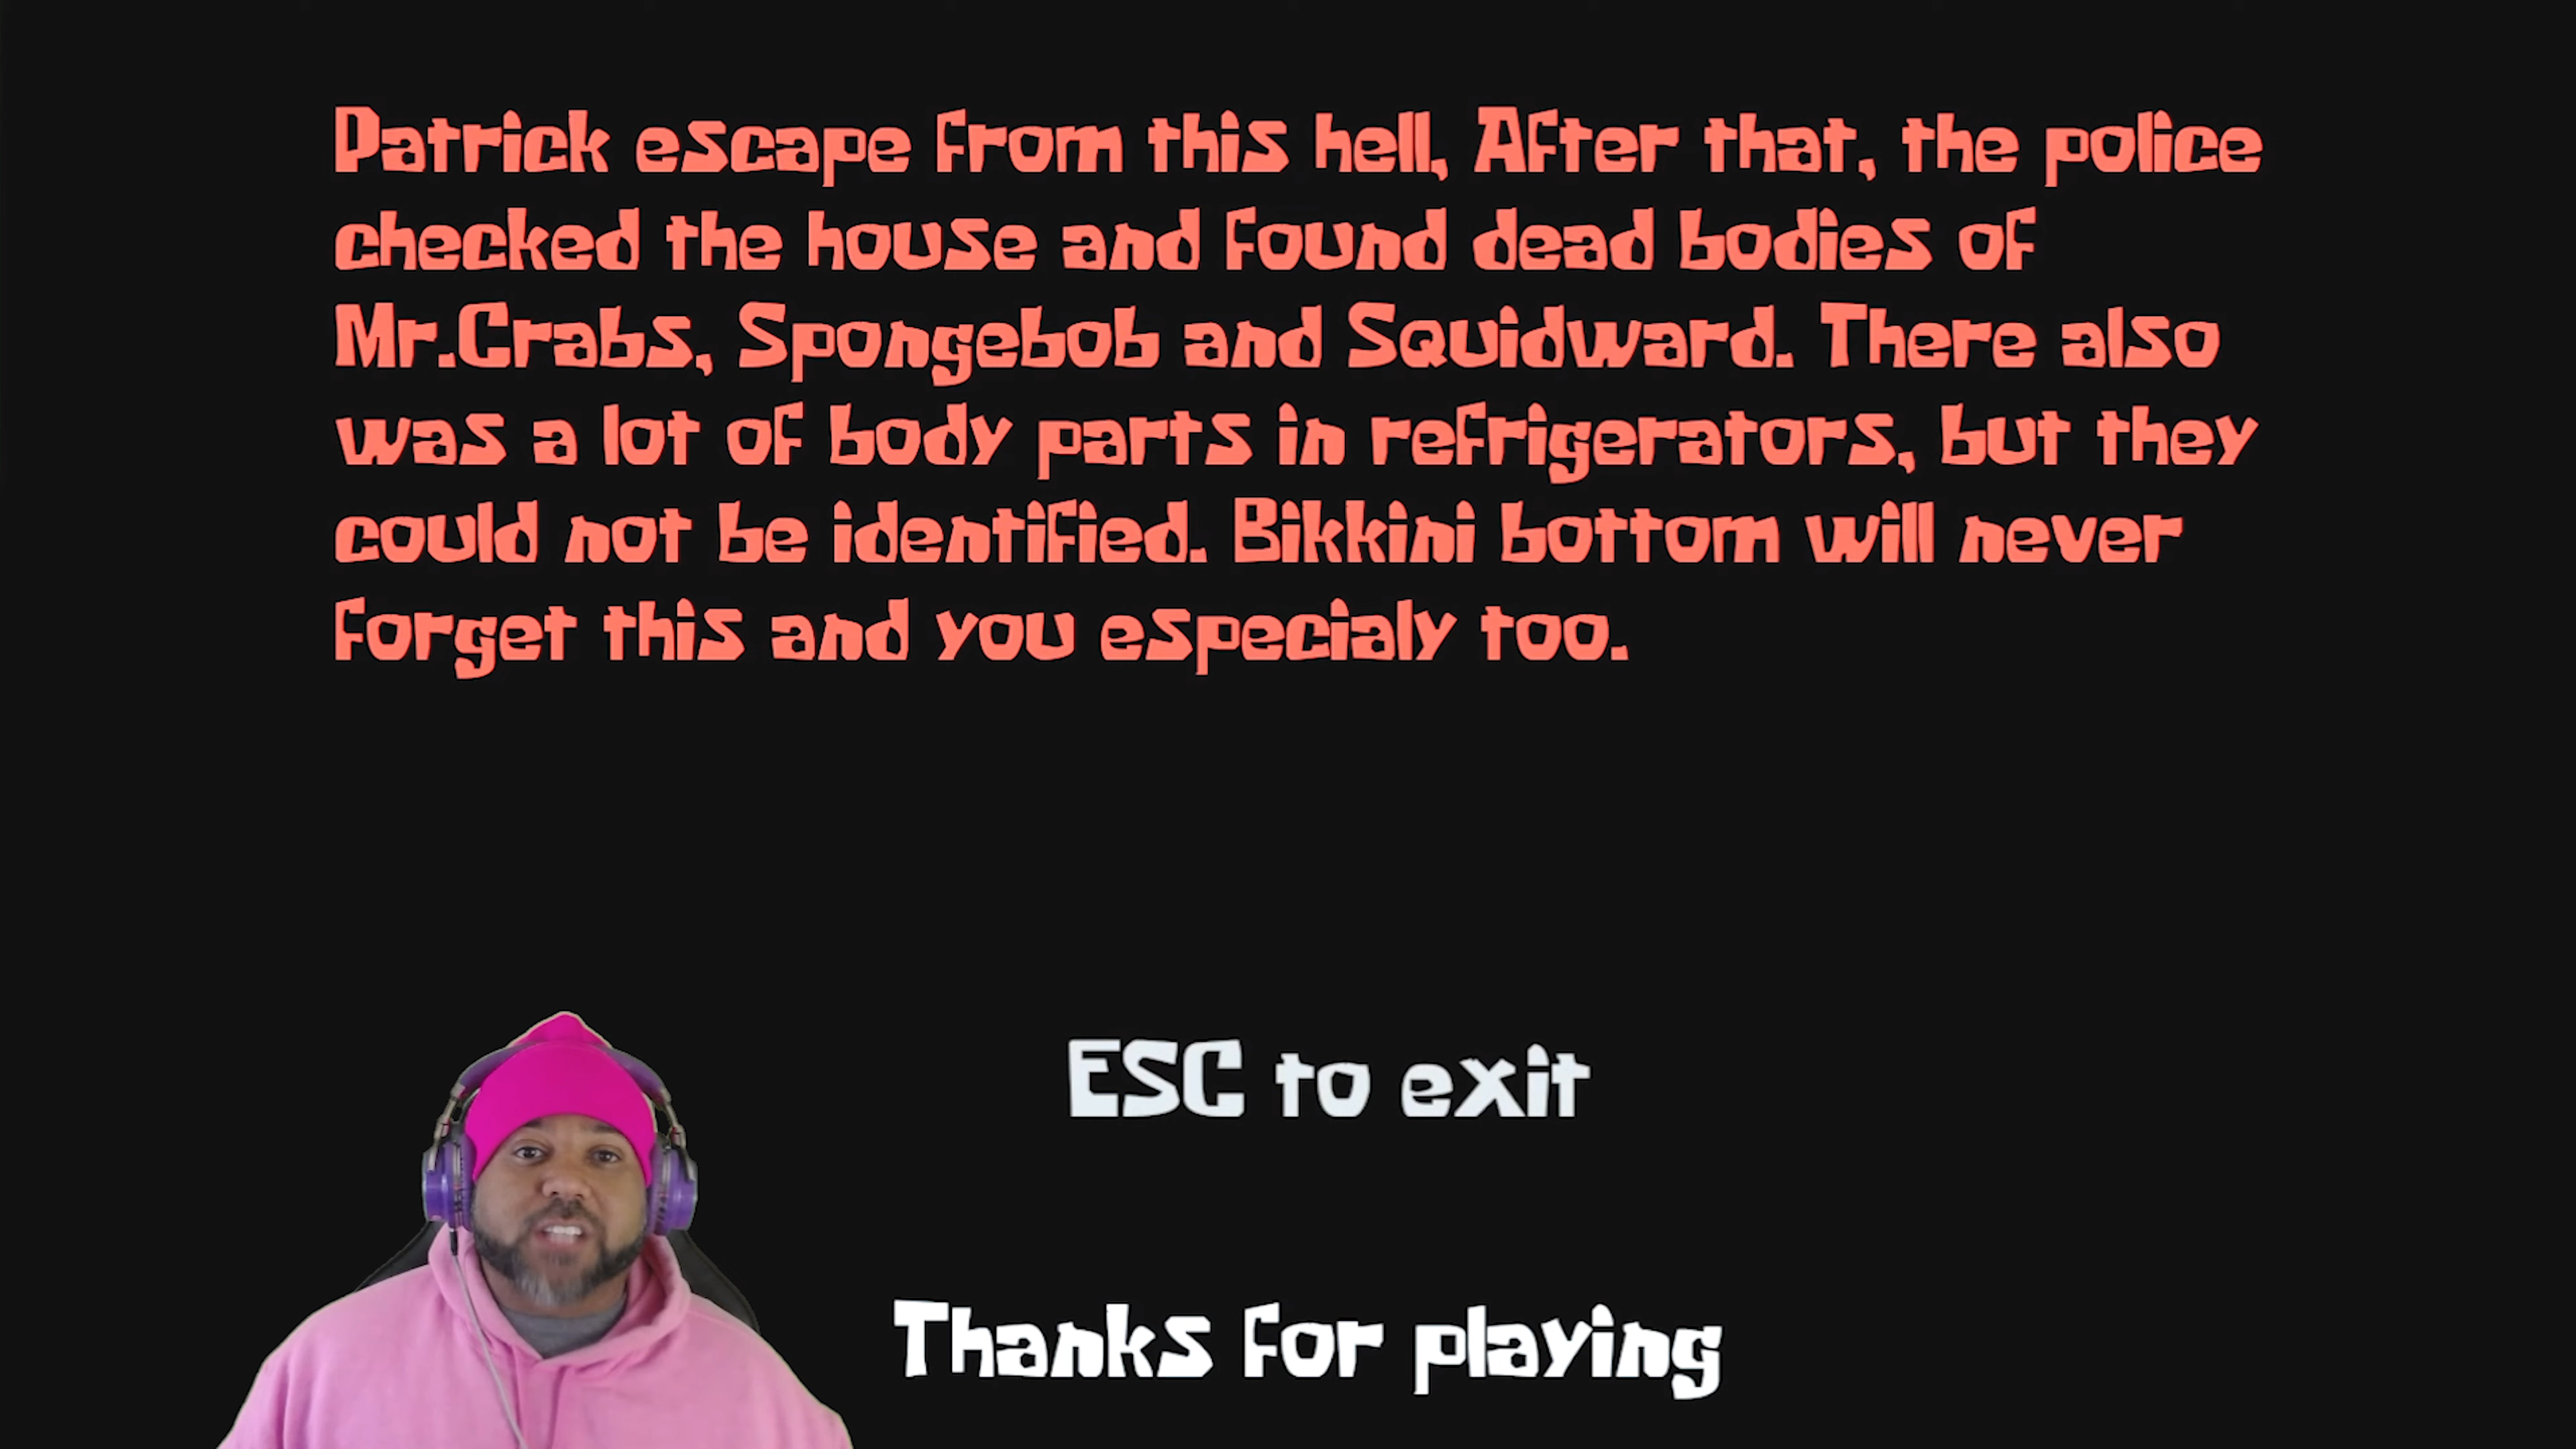 Patrick escape from this hell, After that, the police
checked the house and found dead bodies of
Mr.Crabs, Spongebob and Squidward. There also
was a lot of body parts in refrigerators, but they
could not be identified. Bikkini bottom will never
forget this and you especialy too.
ESC to exit
Thanks for playing